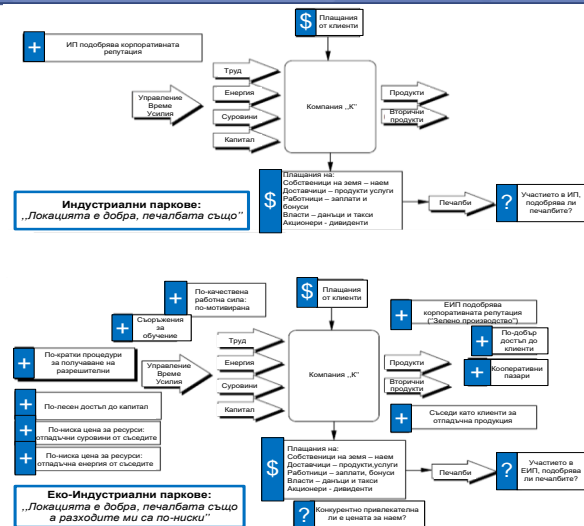 $
Плащания
от клиенти
+
ИП подобрява корпоративната
репутация
Управление
Време
Усилия
Труд
Енергия
Суровини
Капитал
Компания ,,К"
Продукти
Вторични
продукти
$
Плащания на:
Собственици на земя – наем
Доставчици – продукти услуги
Работници – заплати и
бонуси
Власти – данъци и такси
Акционери - дивиденти
Печалби
?
Участието в ИП,
подобрява ли
печалбите?
Индустриални паркове:
,,Локацията е добра, печалбата също"
+
По-качествена
работна сила:
по-мотивирана
+
Съоръжения
за
обучение
+
По-кратки процедури
за получаване на
разрешителни
+
По-лесен достъп до капитал
+
По-ниска цена за ресурси:
отпадъчни суровини от съседите
+
По-ниска цена за ресурси:
отпадъчна енергия от съседите
$
Плащания
от клиенти
Управление
Време
Усилия
Труд
Енергия
Суровини
Капитал
Компания ,,К"
Продукти
Вторични
продукти
+
ЕИП подобрява
корпоративната репутация
("Зелено производство")
+
По-добър
достъп до
клиенти
+
Кооперативни
пазари
+
Съседи като клиенти за
отпадъчна продукция
$
Плащания на:
Собственици на земя – наем
Доставчици – продукти,услуги
Работници – заплати, бонуси
Власти – данъци и такси
Акционери - дивиденти
Печалби
?
Участието в
ЕИП, подобрява
ли печалбите?
?
Конкурентно привлекателна
ли е цената за наем?
Еко-Индустриални паркове:
,,Локацията е добра, печалбата също
а разходите ми са по-ниски"